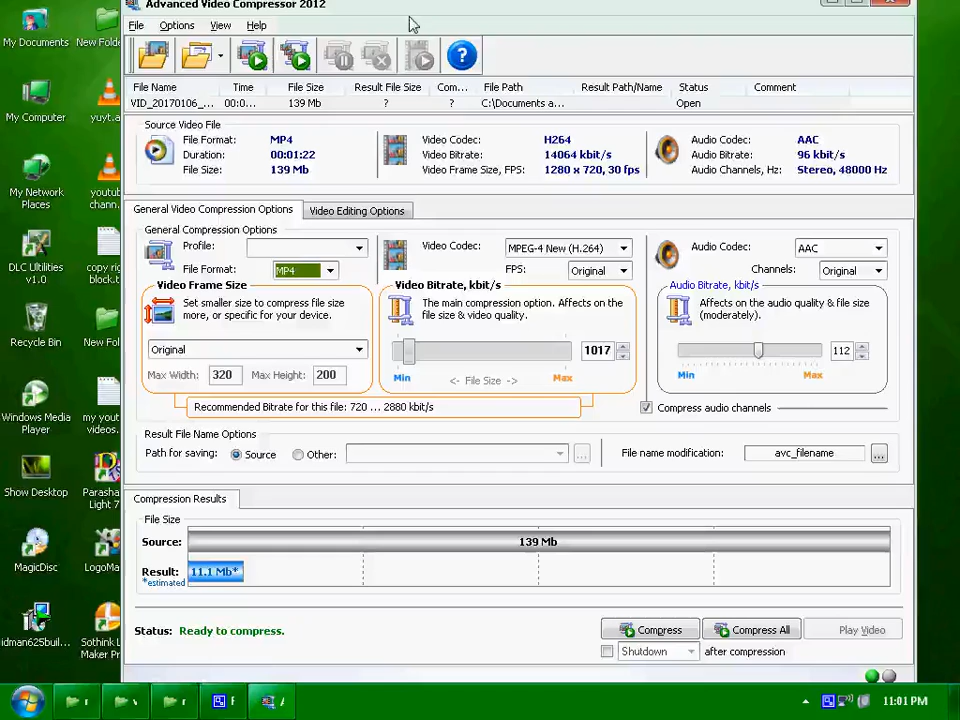 Advanced Video Compressor 2012
File Options View Help
File Name Time File Size Result File Size Com... File Path Result Path/Name Status Comment
VID_20170106_... 00:0... 139 Mb ? ? C:\Documents a... Open
Source Video File
File Format: MP4 Video Codec: H264 Audio Codec: AAC
Duration: 00:01:22 Video Bitrate: 14064 kbit/s Audio Bitrate: 96 kbit/s
File Size: 139 Mb Video Frame Size, FPS: 1280 x 720, 30 fps Audio Channels, Hz: Stereo, 48000 Hz
General Video Compression Options Video Editing Options
General Compression Options
Profile: Video Codec: MPEG-4 New (H.264) Audio Codec: AAC
File Format: MP4 FPS: Original Channels: Original
Video Frame Size Video Bitrate, kbit/s Audio Bitrate, kbit/s
Set smaller size to compress file size The main compression option. Affects on the Affects on the audio quality & file size
more, or specific for your device. file size & video quality. (moderately).
Original 1017 112
Max Width: 320 Max Height: 200 Min <- File Size -> Max Min Max
Recommended Bitrate for this file: 720 ... 2880 kbit/s Compress audio channels
Result File Name Options
Path for saving: Source Other: ... File name modification: avc_filename ...
Compression Results
File Size
Source: 139 Mb
Result: 11.1 Mb*
*estimated
Status: Ready to compress. Compress Compress All Play Video
Shutdown after compression
My Documents New Folde
My Computer yuyt.
My Network
Places
youtub
chann.
DLC Utilities
v1.0
copy rig
block.t
Recycle Bin New Fol
Windows Media
Player
my yout
videos.
Show Desktop Parasha
Light 7
MagicDisc LogoMa
idman625buil... Sothink L
Maker Pro
11:01 PM